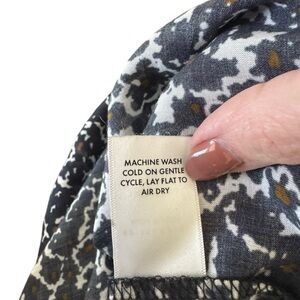 MACHINE WASH
COLD ON GENTLE
CYCLE, LAY FLAT TO
AIR DRY